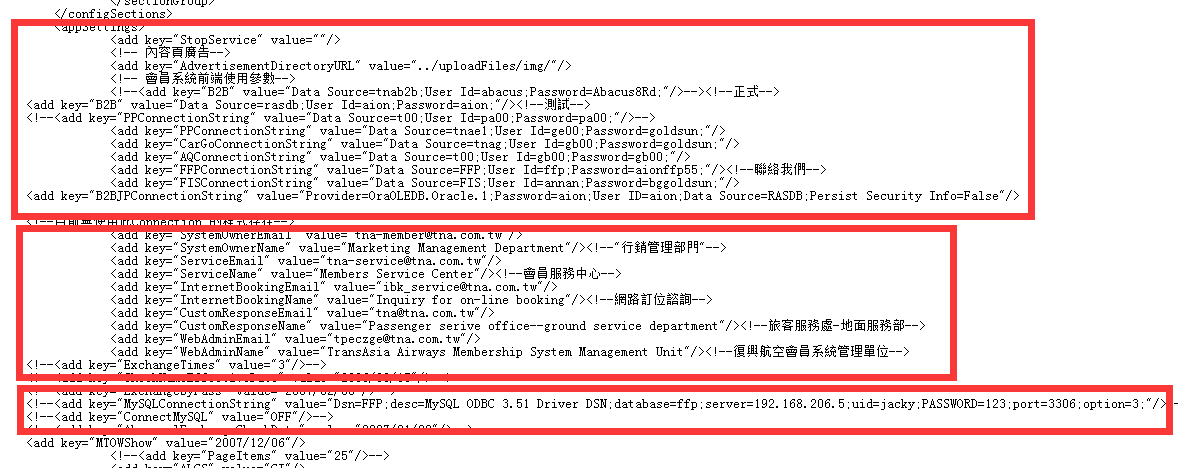 </sectionGroup>
</configSections>
<appSettings>
<add key="StopService" value=""/>
<!-- 內容頁廣告-->
<add key="AdvertisementDirectoryURL" value="../uploadFiles/img/"/>
<!-- 會員系統前端使用參數-->
<!--<add key="B2B" value="Data Source=tnab2b;User Id=abacus;Password=Abacus8Rd;"/>--><!--正式-->
<add key="B2B" value="Data Source=rasdb;User Id=aion;Password=aion;"/><!--測試-->
<!--<add key="PPConnectionString" value="Data Source=t00;User Id=pa00;Password=pa00;"/>-->
<add key="PPConnectionString" value="Data Source=tnae1;User Id=ge00;Password=goldsun;"/>
<add key="CarGoConnectionString" value="Data Source=tnag;User Id=gb00;Password=goldsun;"/>
<add key="AQConnectionString" value="Data Source=t00;User Id=gb00;Password=gb00;"/>
<add key="FFPConnectionString" value="Data Source=FFP;User Id=ffp;Password=aionffp55;"/><!--聯絡我們-->
<add key="FISConnectionString" value="Data Source=FIS;User Id=annan;Password=bggoldsun;"/>
<add key="B2BJPConnectionString" value="Provider=OraOLEDB.Oracle.1;Password=aion;User ID=aion;Data Source=RASDB;Persist Security Info=False"/>
<add key="SystemOwnerEmail" value="tna-member@tna.com.tw"/>
<add key="SystemOwnerName" value="Marketing Management Department"/><!--"行銷管理部門"-->
<add key="ServiceEmail" value="tna-service@tna.com.tw"/>
<add key="ServiceName" value="Members Service Center"/><!--會員服務中心-->
<add key="InternetBookingEmail" value="ibk_service@tna.com.tw"/>
<add key="InternetBookingName" value="Inquiry for on-line booking"/><!--網路訂位諮詢-->
<add key="CustomResponseEmail" value="tna@tna.com.tw"/>
<add key="CustomResponseName" value="Passenger serive office--ground service department"/><!--旅客服務處-地面服務部-->
<add key="WebAdminEmail" value="tpeczge@tna.com.tw"/>
<add key="WebAdminName" value="TransAsia Airways Membership System Management Unit"/><!--復興航空會員系統管理單位-->
<!--<add key="ExchangeTimes" value="3"/>-->
<!--<add key="MySQLConnectionString" value="Dsn=FFP;desc=MySQL ODBC 3.51 Driver DSN;database=ffp;server=192.168.206.5;uid=jacky;PASSWORD=123;port=3306;option=3;"/>-
<!--<add key="ConnectMySQL" value="OFF"/>-->
<add key="MTOWShow" value="2007/12/06"/>
<!--<add key="PageItems" value="25"/>-->